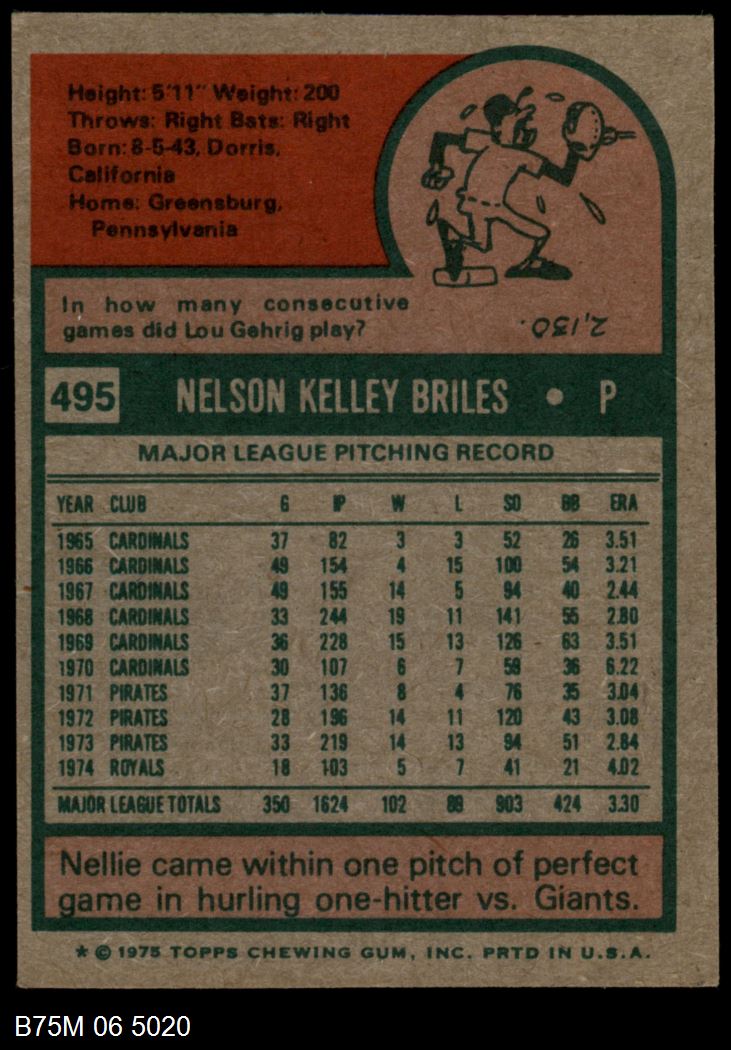 Height: 5'11" Weight: 200
Throws: Right Bats: Right
Born: 8-5-43, Dorris,
California
Home: Greensburg,
Pennsylvania
In how many consecutive
games did Lou Gehrig play?
2,130.
495 NELSON KELLEY BRILES • P
MAJOR LEAGUE PITCHING RECORD
YEAR CLUB G IP W L SO BB ERA
1965 CARDINALS 37 82 3 3 52 26 3.51
1966 CARDINALS 49 154 4 15 100 54 3.21
1967 CARDINALS 49 155 14 5 94 40 2.44
1968 CARDINALS 33 244 19 11 141 55 2.80
1969 CARDINALS 36 228 15 13 126 63 3.51
1970 CARDINALS 30 107 6 7 59 36 6.22
1971 PIRATES 37 136 8 4 76 35 3.04
1972 PIRATES 28 196 14 11 120 43 3.08
1973 PIRATES 33 219 14 13 94 51 2.84
1974 ROYALS 18 103 5 7 41 21 4.02
MAJOR LEAGUE TOTALS 350 1624 102 89 903 424 3.30
Nellie came within one pitch of perfect
game in hurling one-hitter vs. Giants.
* © 1975 TOPPS CHEWING GUM, INC. PRTD IN U.S.A.
B75M 06 5020